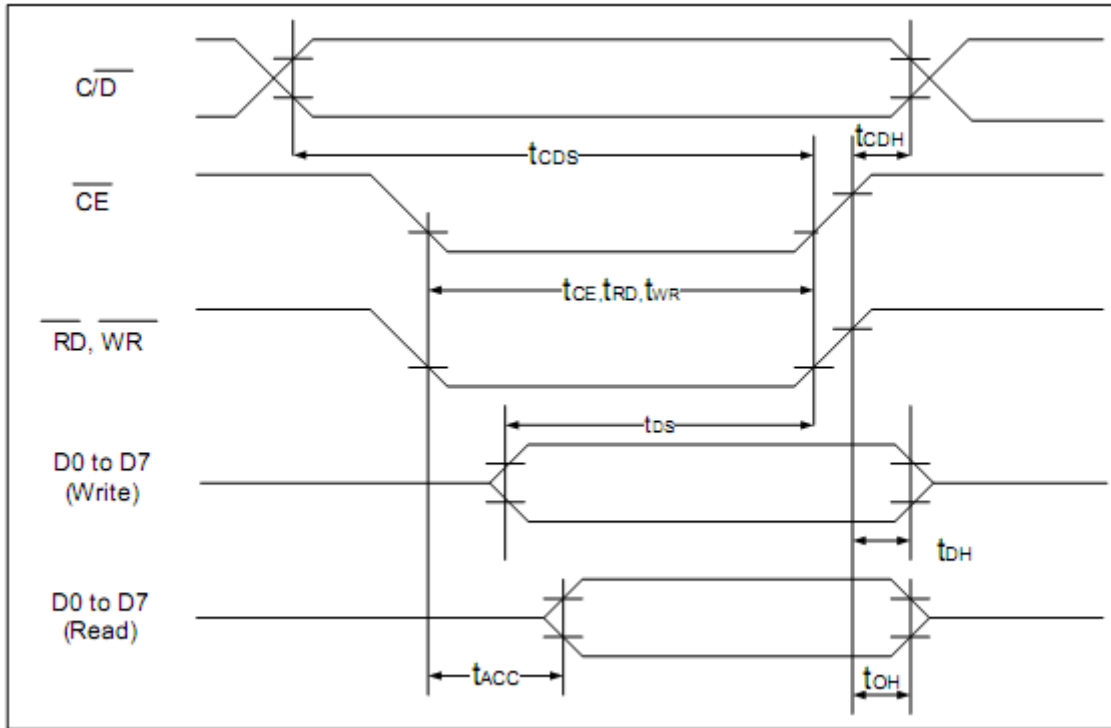 C/D
tCDS
tCDH
CE
tCE,tRD,tWR
RD, WR
tDS
D0 to D7
(Write)
tDH
D0 to D7
(Read)
tACC
tOH